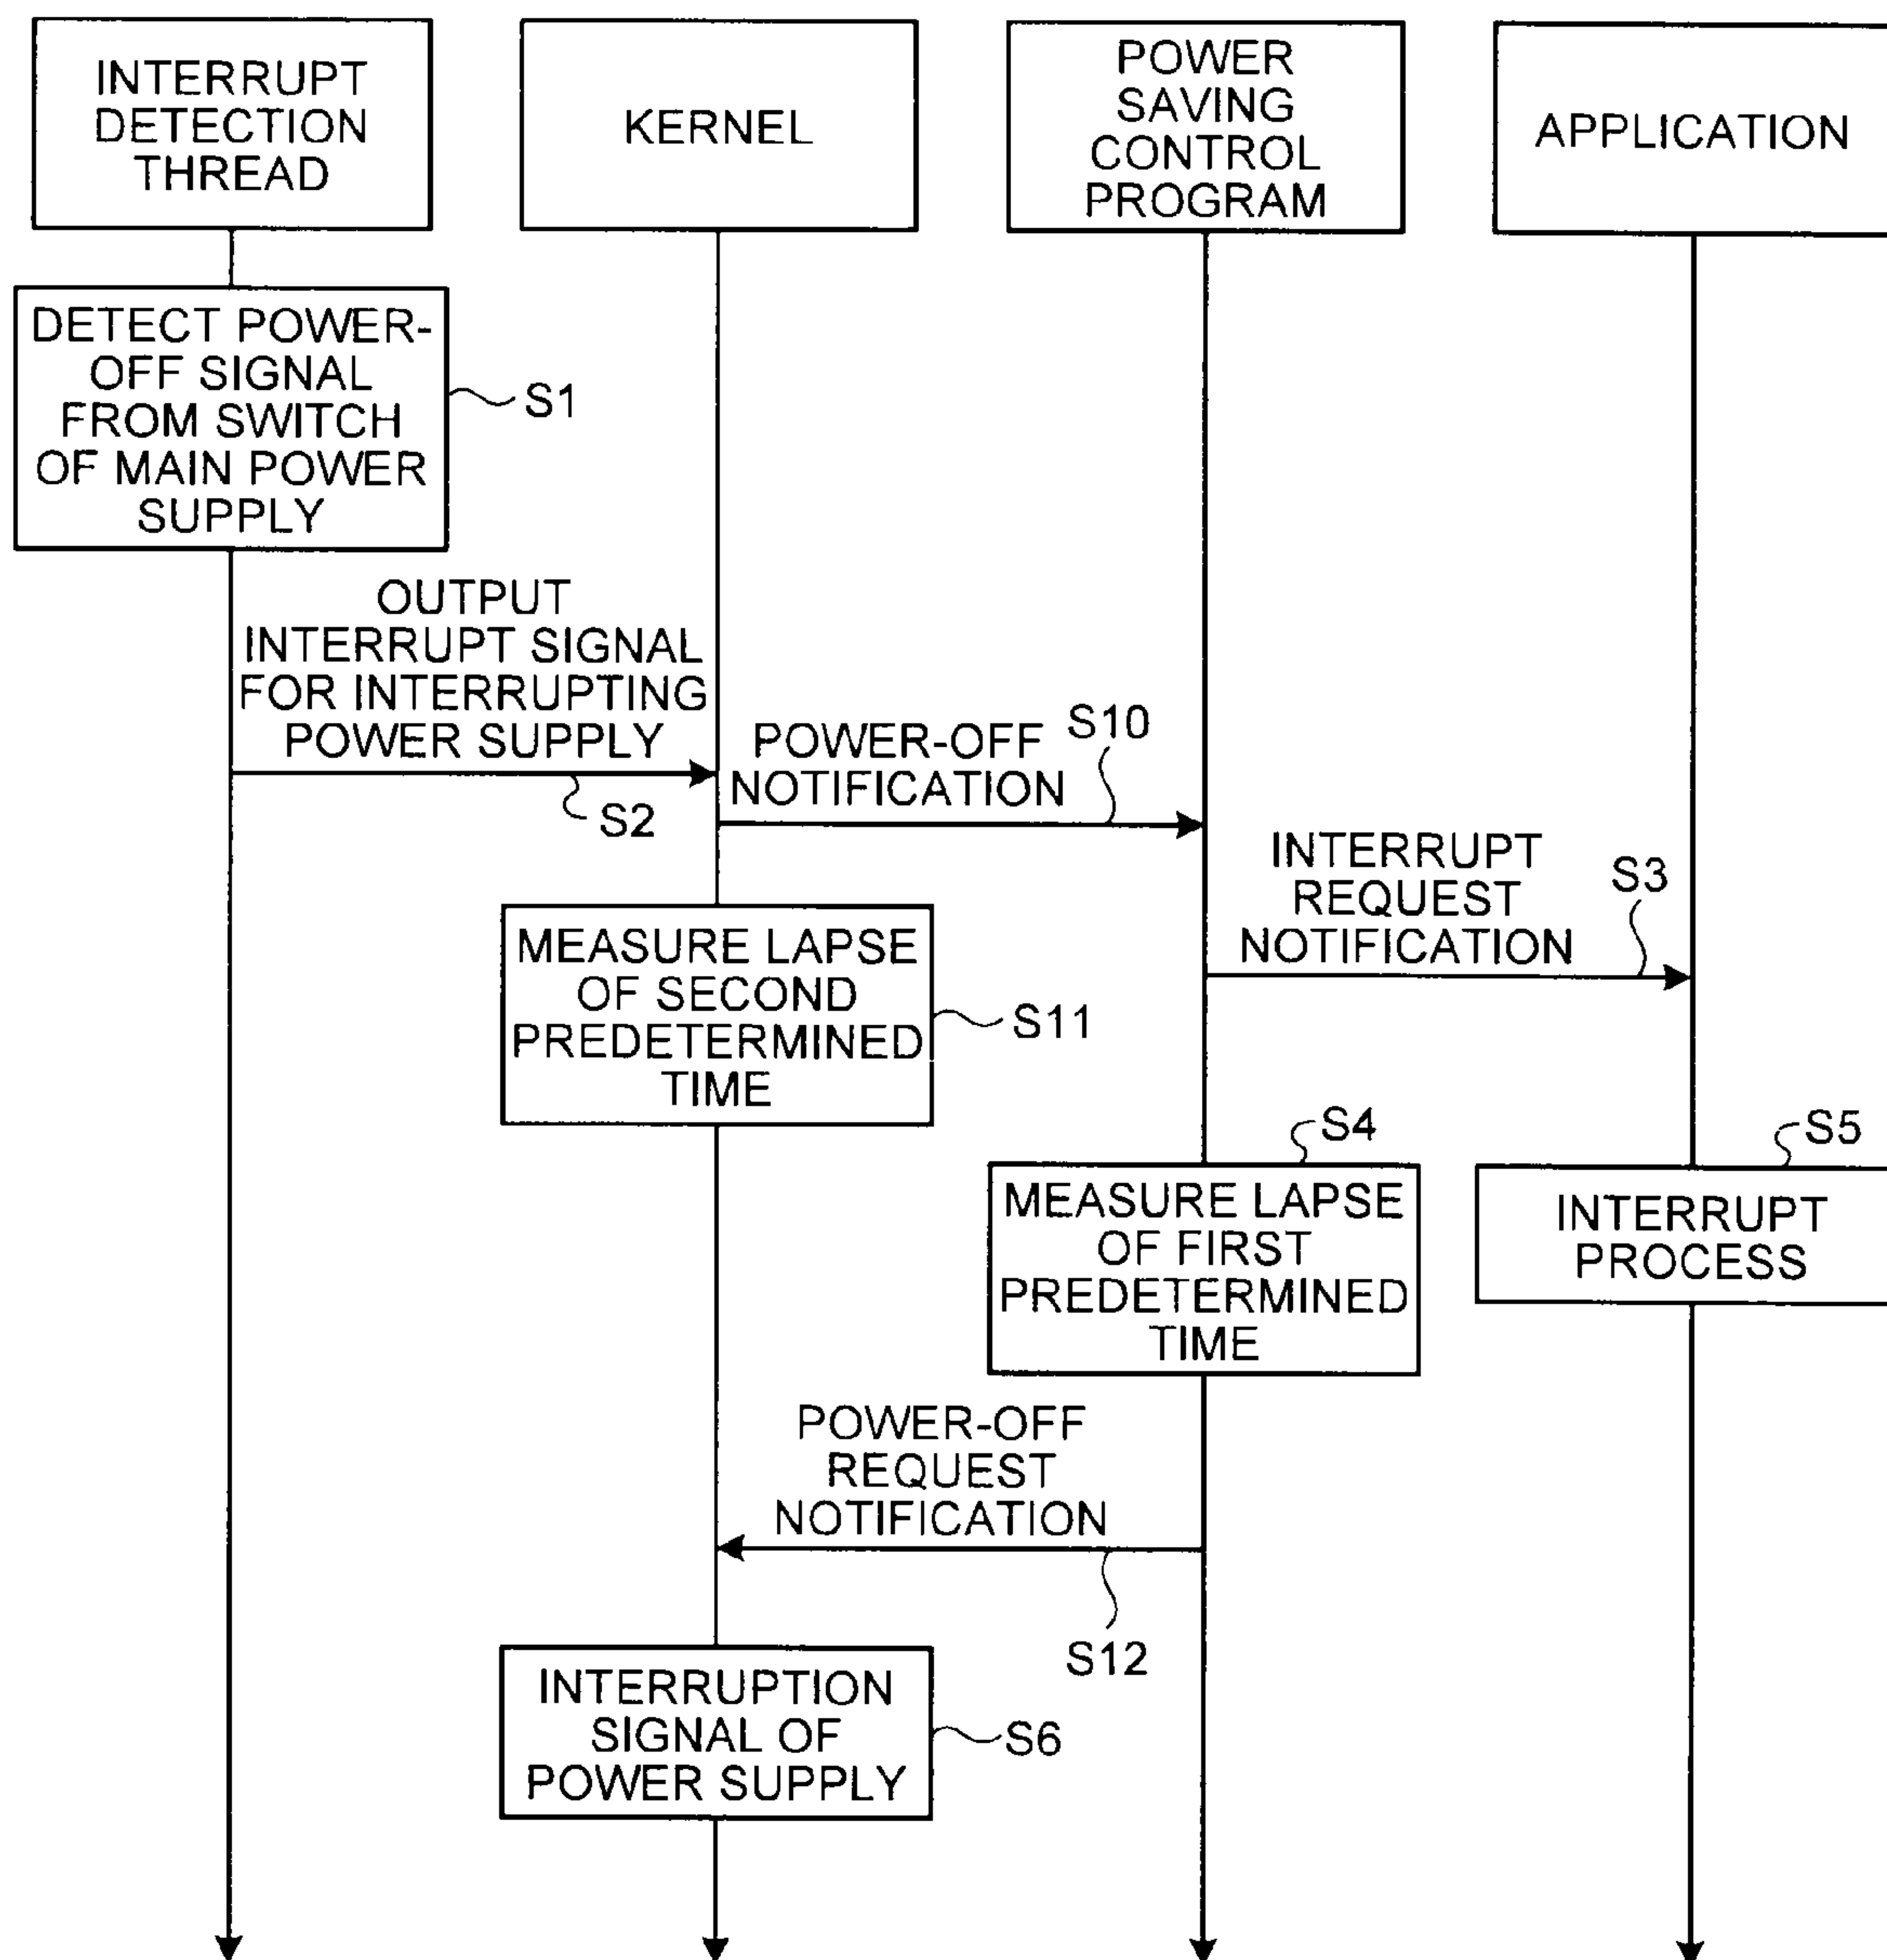 INTERRUPT
DETECTION
THREAD
KERNEL
POWER
SAVING
CONTROL
PROGRAM
APPLICATION
DETECT POWER-
OFF SIGNAL
FROM SWITCH
OF MAIN POWER
SUPPLY
S1
OUTPUT
INTERRUPT SIGNAL
FOR INTERRUPTING
POWER SUPPLY
S2
POWER-OFF
NOTIFICATION
S10
INTERRUPT
REQUEST
NOTIFICATION
S3
MEASURE LAPSE
OF SECOND
PREDETERMINED
TIME
S11
S4
MEASURE LAPSE
OF FIRST
PREDETERMINED
TIME
S5
INTERRUPT
PROCESS
POWER-OFF
REQUEST
NOTIFICATION
S12
INTERRUPTION
SIGNAL OF
POWER SUPPLY
S6